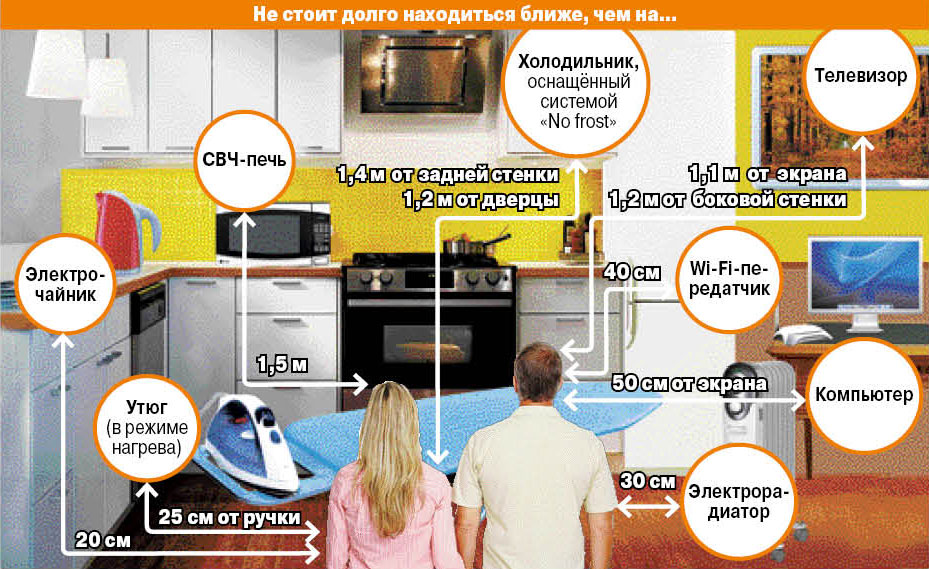 Не стоит долго находиться ближе, чем на...
Холодильник,
оснащённый
системой
«No frost»
Телевизор
СВЧ-печь
1,4 м от задней стенки
1,2 м от дверцы
1,1 м от экрана
1,2 м от боковой стенки
Электро-
чайник
40 см
Wi-Fi-пе-
редатчик
1,5 м
50 см от экрана
Компьютер
Утюг
(в режиме
нагрева)
30 см
Электрора-
диатор
25 см от ручки
20 см